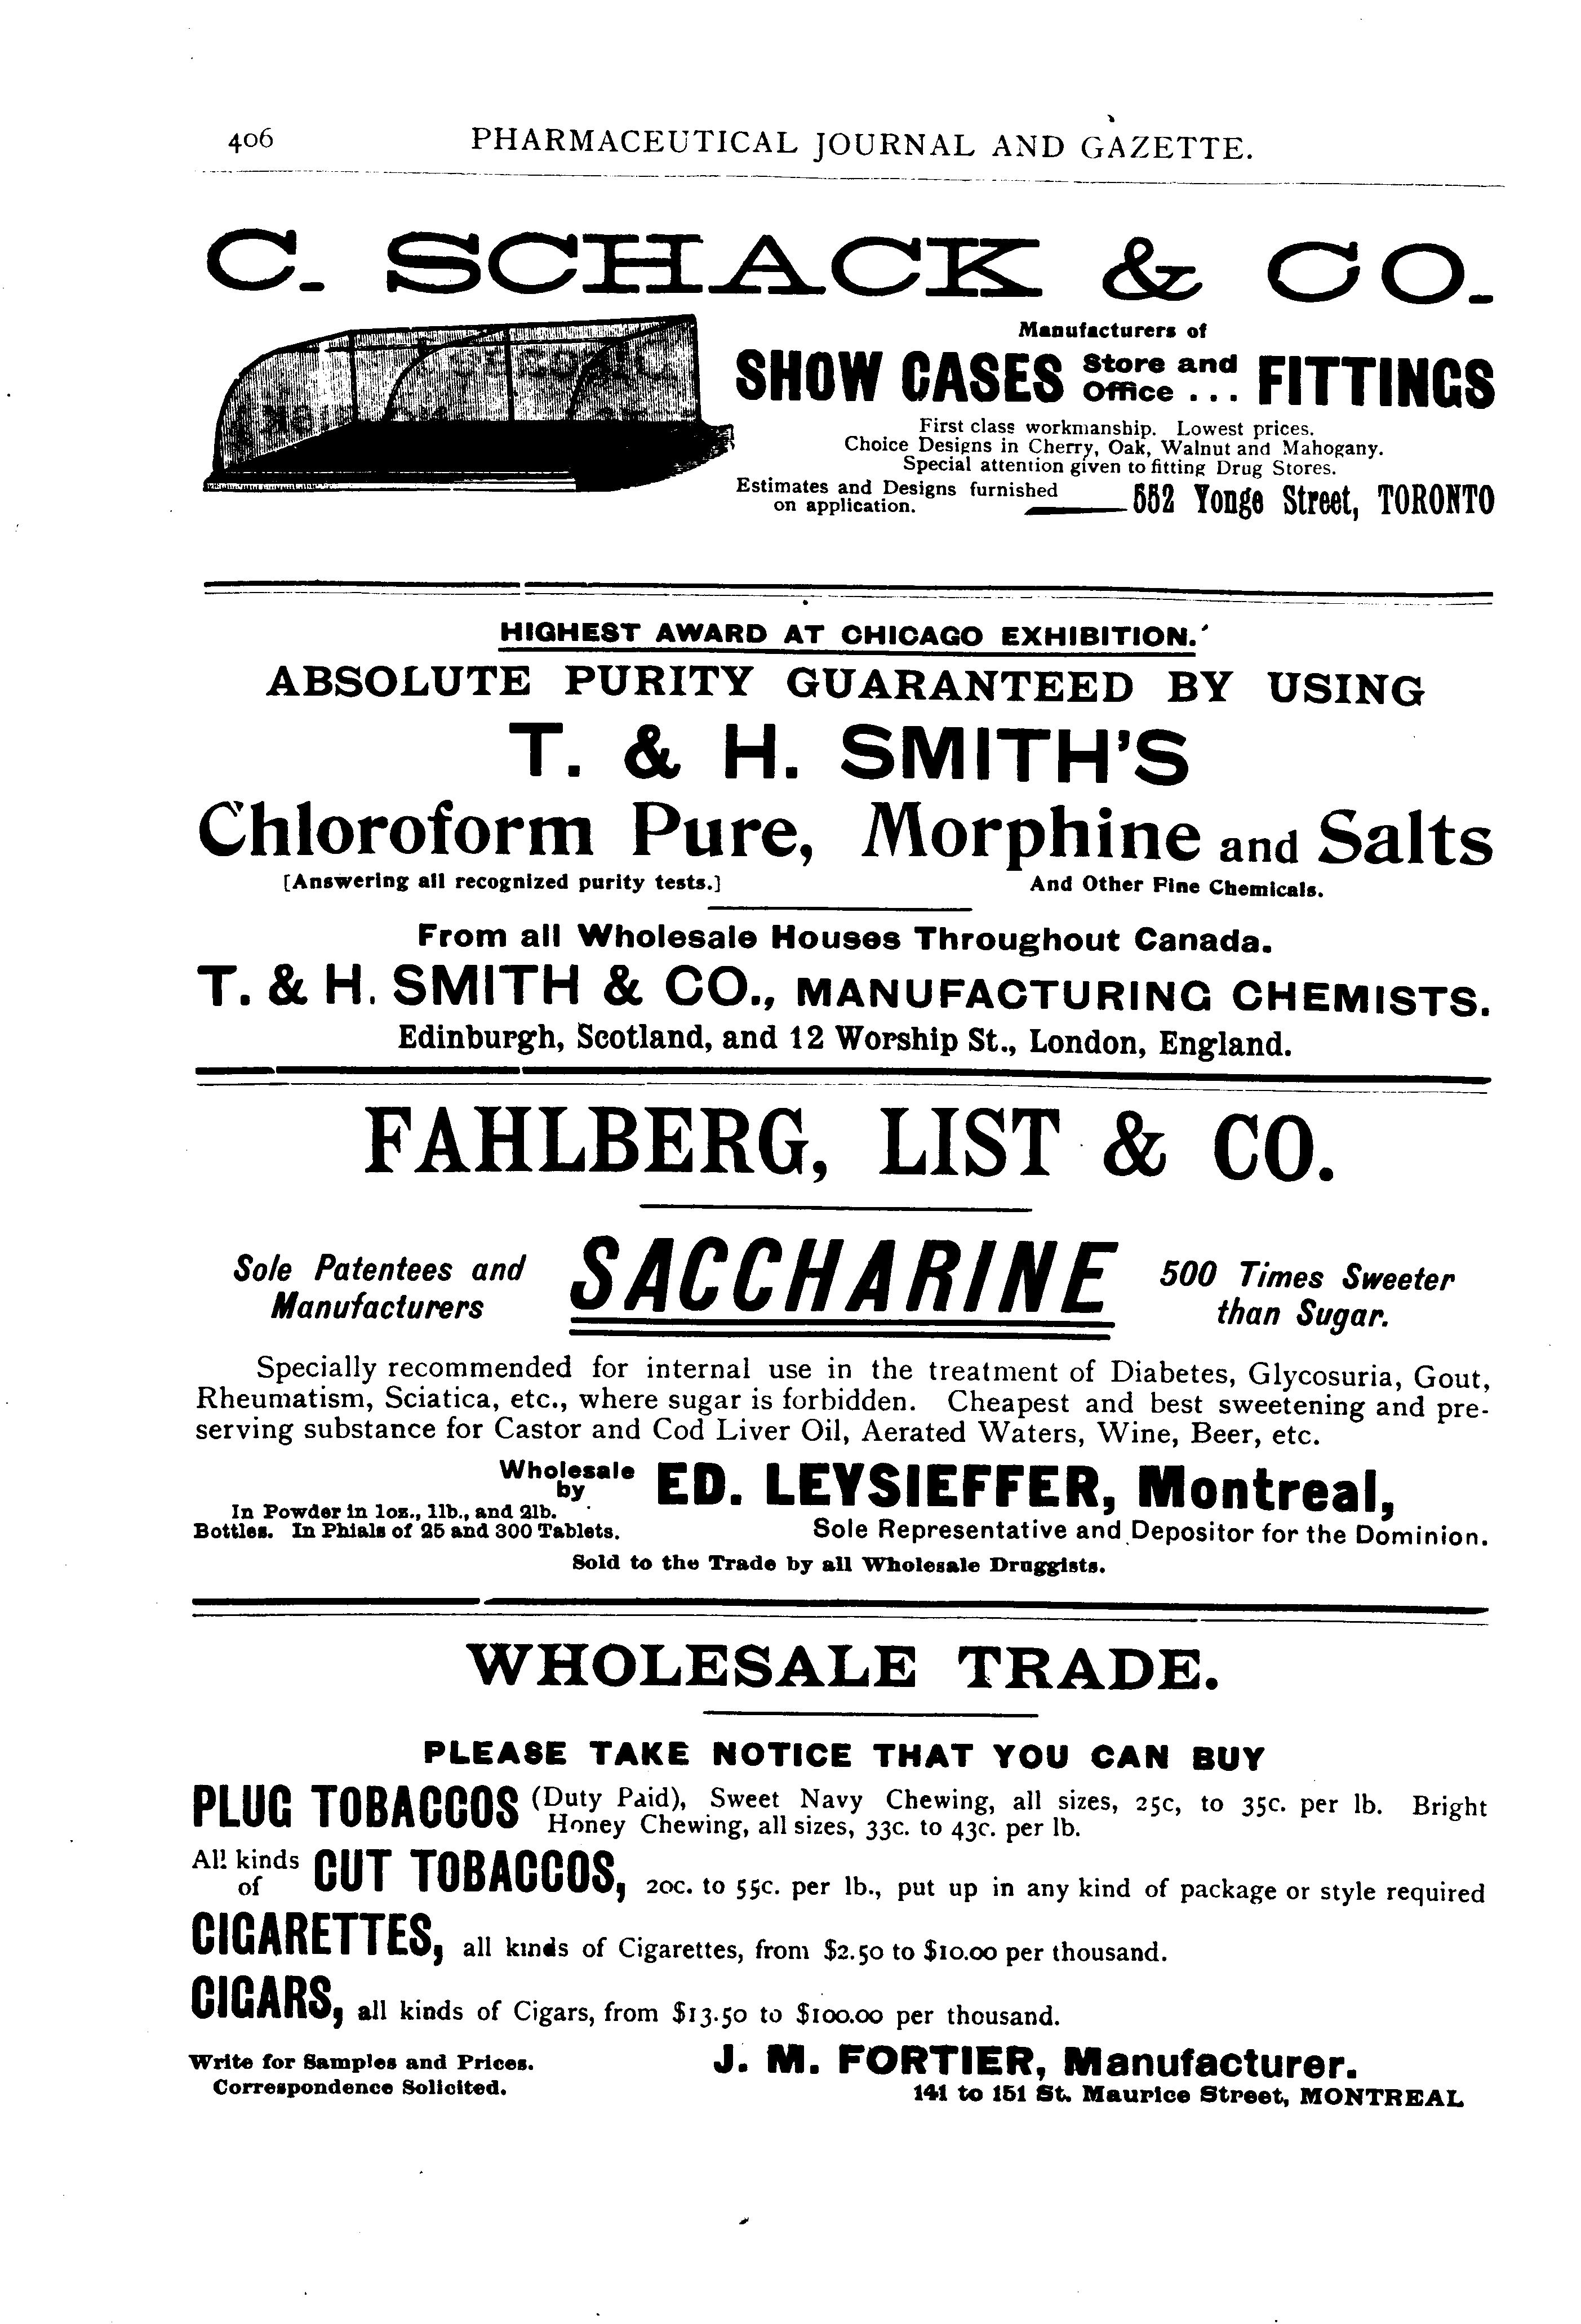 406 PHARMACEUTICAL JOURNAL AND GAZETTE.
C. SCHACK & CO.
Manufacturers of
SHOW CASES Store and Office ... FITTINGS
First class workmanship. Lowest prices.
Choice Designs in Cherry, Oak, Walnut and Mahogany.
Special attention given to fitting Drug Stores.
Estimates and Designs furnished
on application.
552 Yonge Street, TORONTO
HIGHEST AWARD AT CHICAGO EXHIBITION.
ABSOLUTE PURITY GUARANTEED BY USING
T. & H. SMITH'S
Chloroform Pure, Morphine and Salts
[Answering all recognized purity tests.] And Other Fine Chemicals.
From all Wholesale Houses Throughout Canada.
T. & H. SMITH & CO., MANUFACTURING CHEMISTS.
Edinburgh, Scotland, and 12 Worship St., London, England.
FAHLBERG, LIST & CO.
Sole Patentees and
Manufacturers
SACCHARINE
500 Times Sweeter
than Sugar.
Specially recommended for internal use in the treatment of Diabetes, Glycosuria, Gout,
Rheumatism, Sciatica, etc., where sugar is forbidden. Cheapest and best sweetening and pre-
serving substance for Castor and Cod Liver Oil, Aerated Waters, Wine, Beer, etc.
Wholesale
by
ED. LEYSIEFFER, Montreal,
In Powder in 1oz., 1lb., and 2lb.
Bottles. In Phials of 25 and 300 Tablets.
Sole Representative and Depositor for the Dominion.
Sold to the Trade by all Wholesale Druggists.
WHOLESALE TRADE.
PLEASE TAKE NOTICE THAT YOU CAN BUY
PLUG TOBACCOS (Duty Paid), Sweet Navy Chewing, all sizes, 25c, to 35c. per lb. Bright
Honey Chewing, all sizes, 33c. to 43c. per lb.
All kinds
of
CUT TOBACCOS, 20c. to 55c. per lb., put up in any kind of package or style required
CIGARETTES, all kinds of Cigarettes, from $2.50 to $10.00 per thousand.
CIGARS, all kinds of Cigars, from $13.50 to $100.00 per thousand.
Write for Samples and Prices.
Correspondence Solicited.
J. M. FORTIER, Manufacturer.
141 to 151 St. Maurice Street, MONTREAL